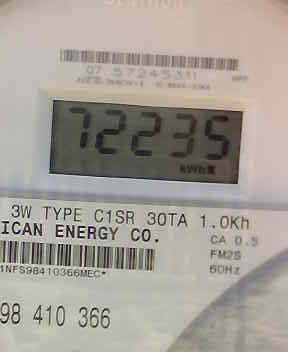 07 57245311
72235
kWh
3W TYPE C1SR 30TA 1.0Kh
ICAN ENERGY CO.
CA 0.5
FM2S
60Hz
1NFS98410366MEC*
98 410 366